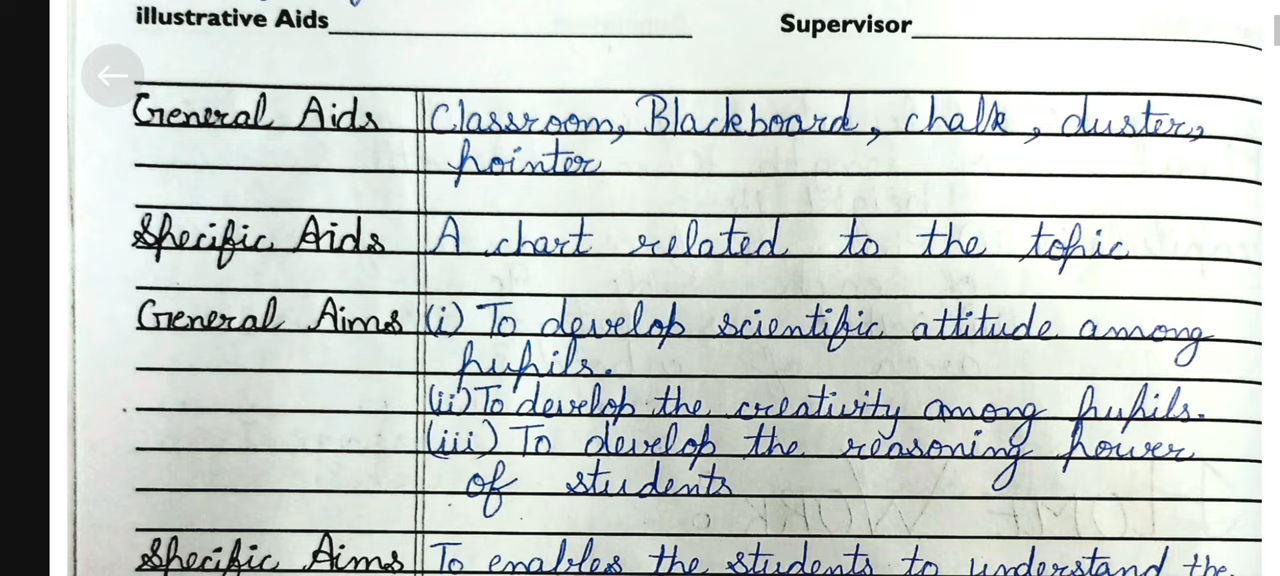 illustrative Aids Supervisor
General Aids Classroom, Blackboard, chalk, duster,
pointer
Specific Aids A chart related to the topic
General Aims (i) To develop scientific attitude among
pupils.
(ii) To develop the creativity among pupils.
(iii) To develop the reasoning power
of students
Specific Aims To enables the students to understand the